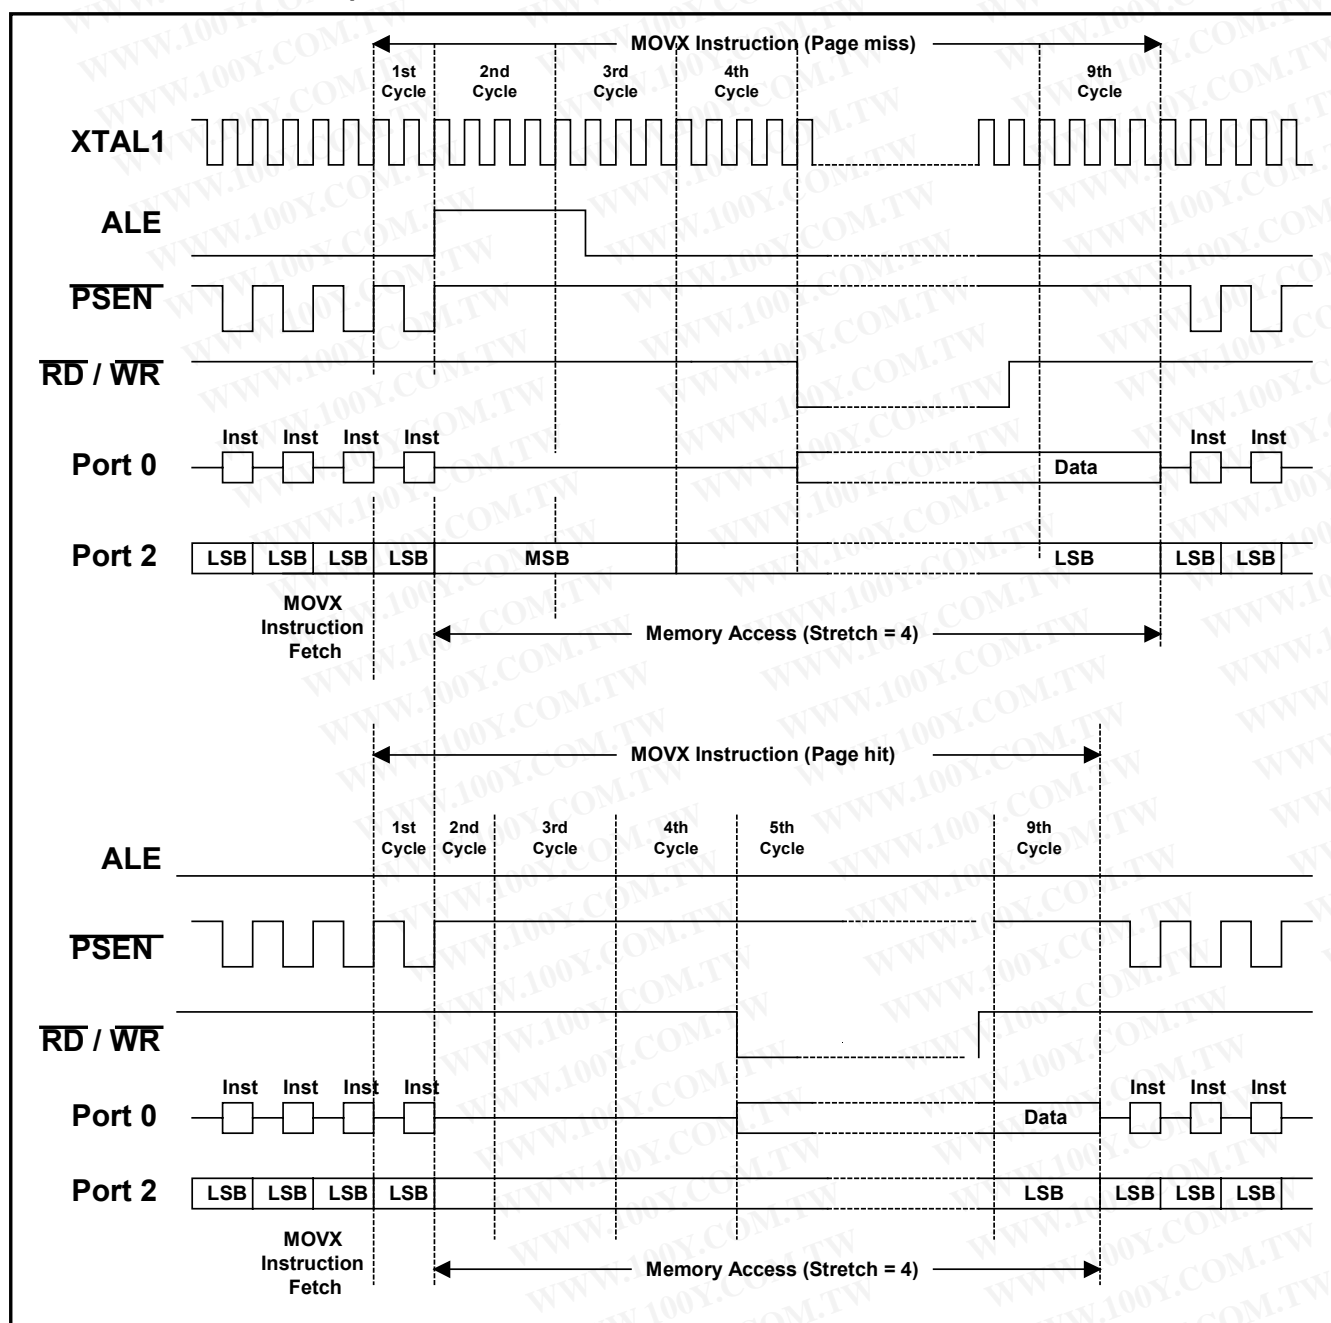 MOVX Instruction (Page miss)
1st Cycle
2nd Cycle
3rd Cycle
4th Cycle
9th Cycle
XTAL1
ALE
PSEN
RD / WR
Inst Inst Inst Inst Inst Inst
Port 0
Data
Port 2
LSB LSB LSB LSB MSB LSB LSB LSB
MOVX
Instruction
Fetch
Memory Access (Stretch = 4)
MOVX Instruction (Page hit)
1st Cycle
2nd Cycle
3rd Cycle
4th Cycle
5th Cycle
9th Cycle
ALE
PSEN
RD / WR
Inst Inst Inst Inst Inst Inst Inst
Port 0
Data
Port 2
LSB LSB LSB LSB LSB LSB LSB LSB
MOVX
Instruction
Fetch
Memory Access (Stretch = 4)
WWW.100Y.COM.TW